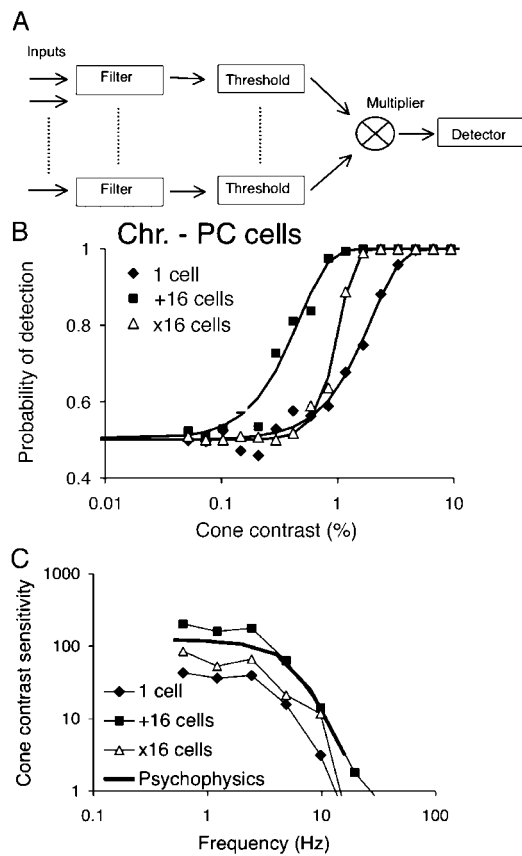 A
Inputs
Filter
Threshold
Multiplier
Detector
Filter
Threshold
B
Chr. - PC cells
1 cell
+16 cells
x16 cells
Probability of detection
1
0.8
0.6
0.4
0.01
0.1
1
10
Cone contrast (%)
C
Cone contrast sensitivity
1000
100
10
1
1 cell
+16 cells
x16 cells
Psychophysics
0.1
1
10
100
Frequency (Hz)